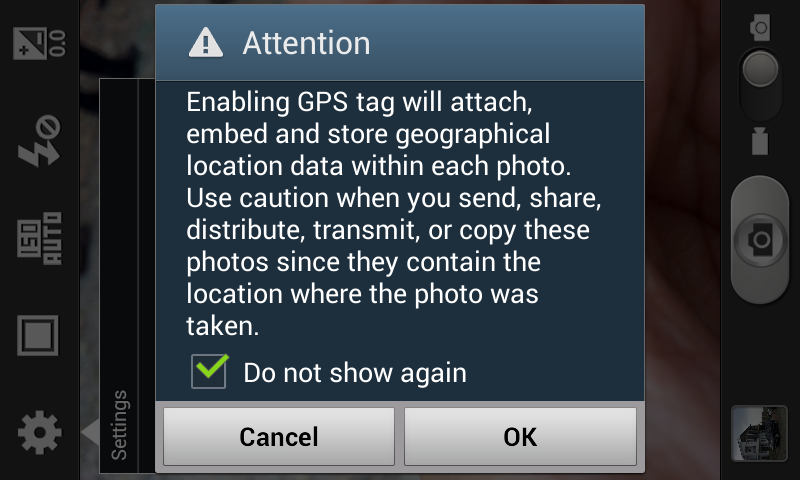 Attention
Enabling GPS tag will attach,
embed and store geographical
location data within each photo.
Use caution when you send, share,
distribute, transmit, or copy these
photos since they contain the
location where the photo was
taken.
Do not show again
Cancel
OK
0.0
ISO
AUTO
Settings